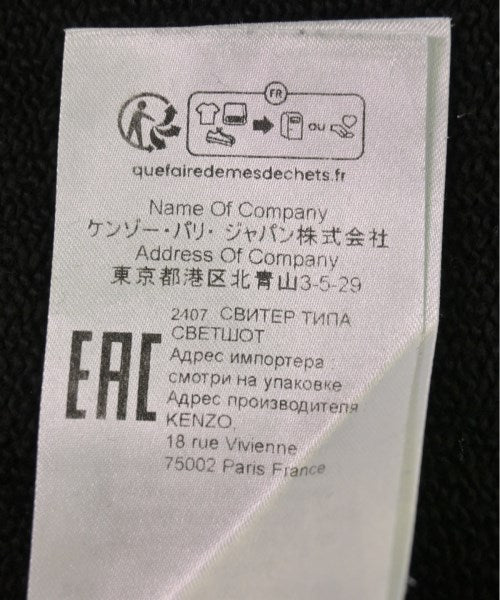 FR
ou
quefairedemesdechets.fr
Name Of Company
ケンゾー・パリ・ジャパン株式会社
Address Of Company
東京都港区北青山3-5-29
EAC
2407 СВИТЕР ТИПА
СВЕТШОТ
Адрес импортера
смотри на упаковке
Адрес производителя
KENZO,
18 rue Vivienne
75002 Paris France